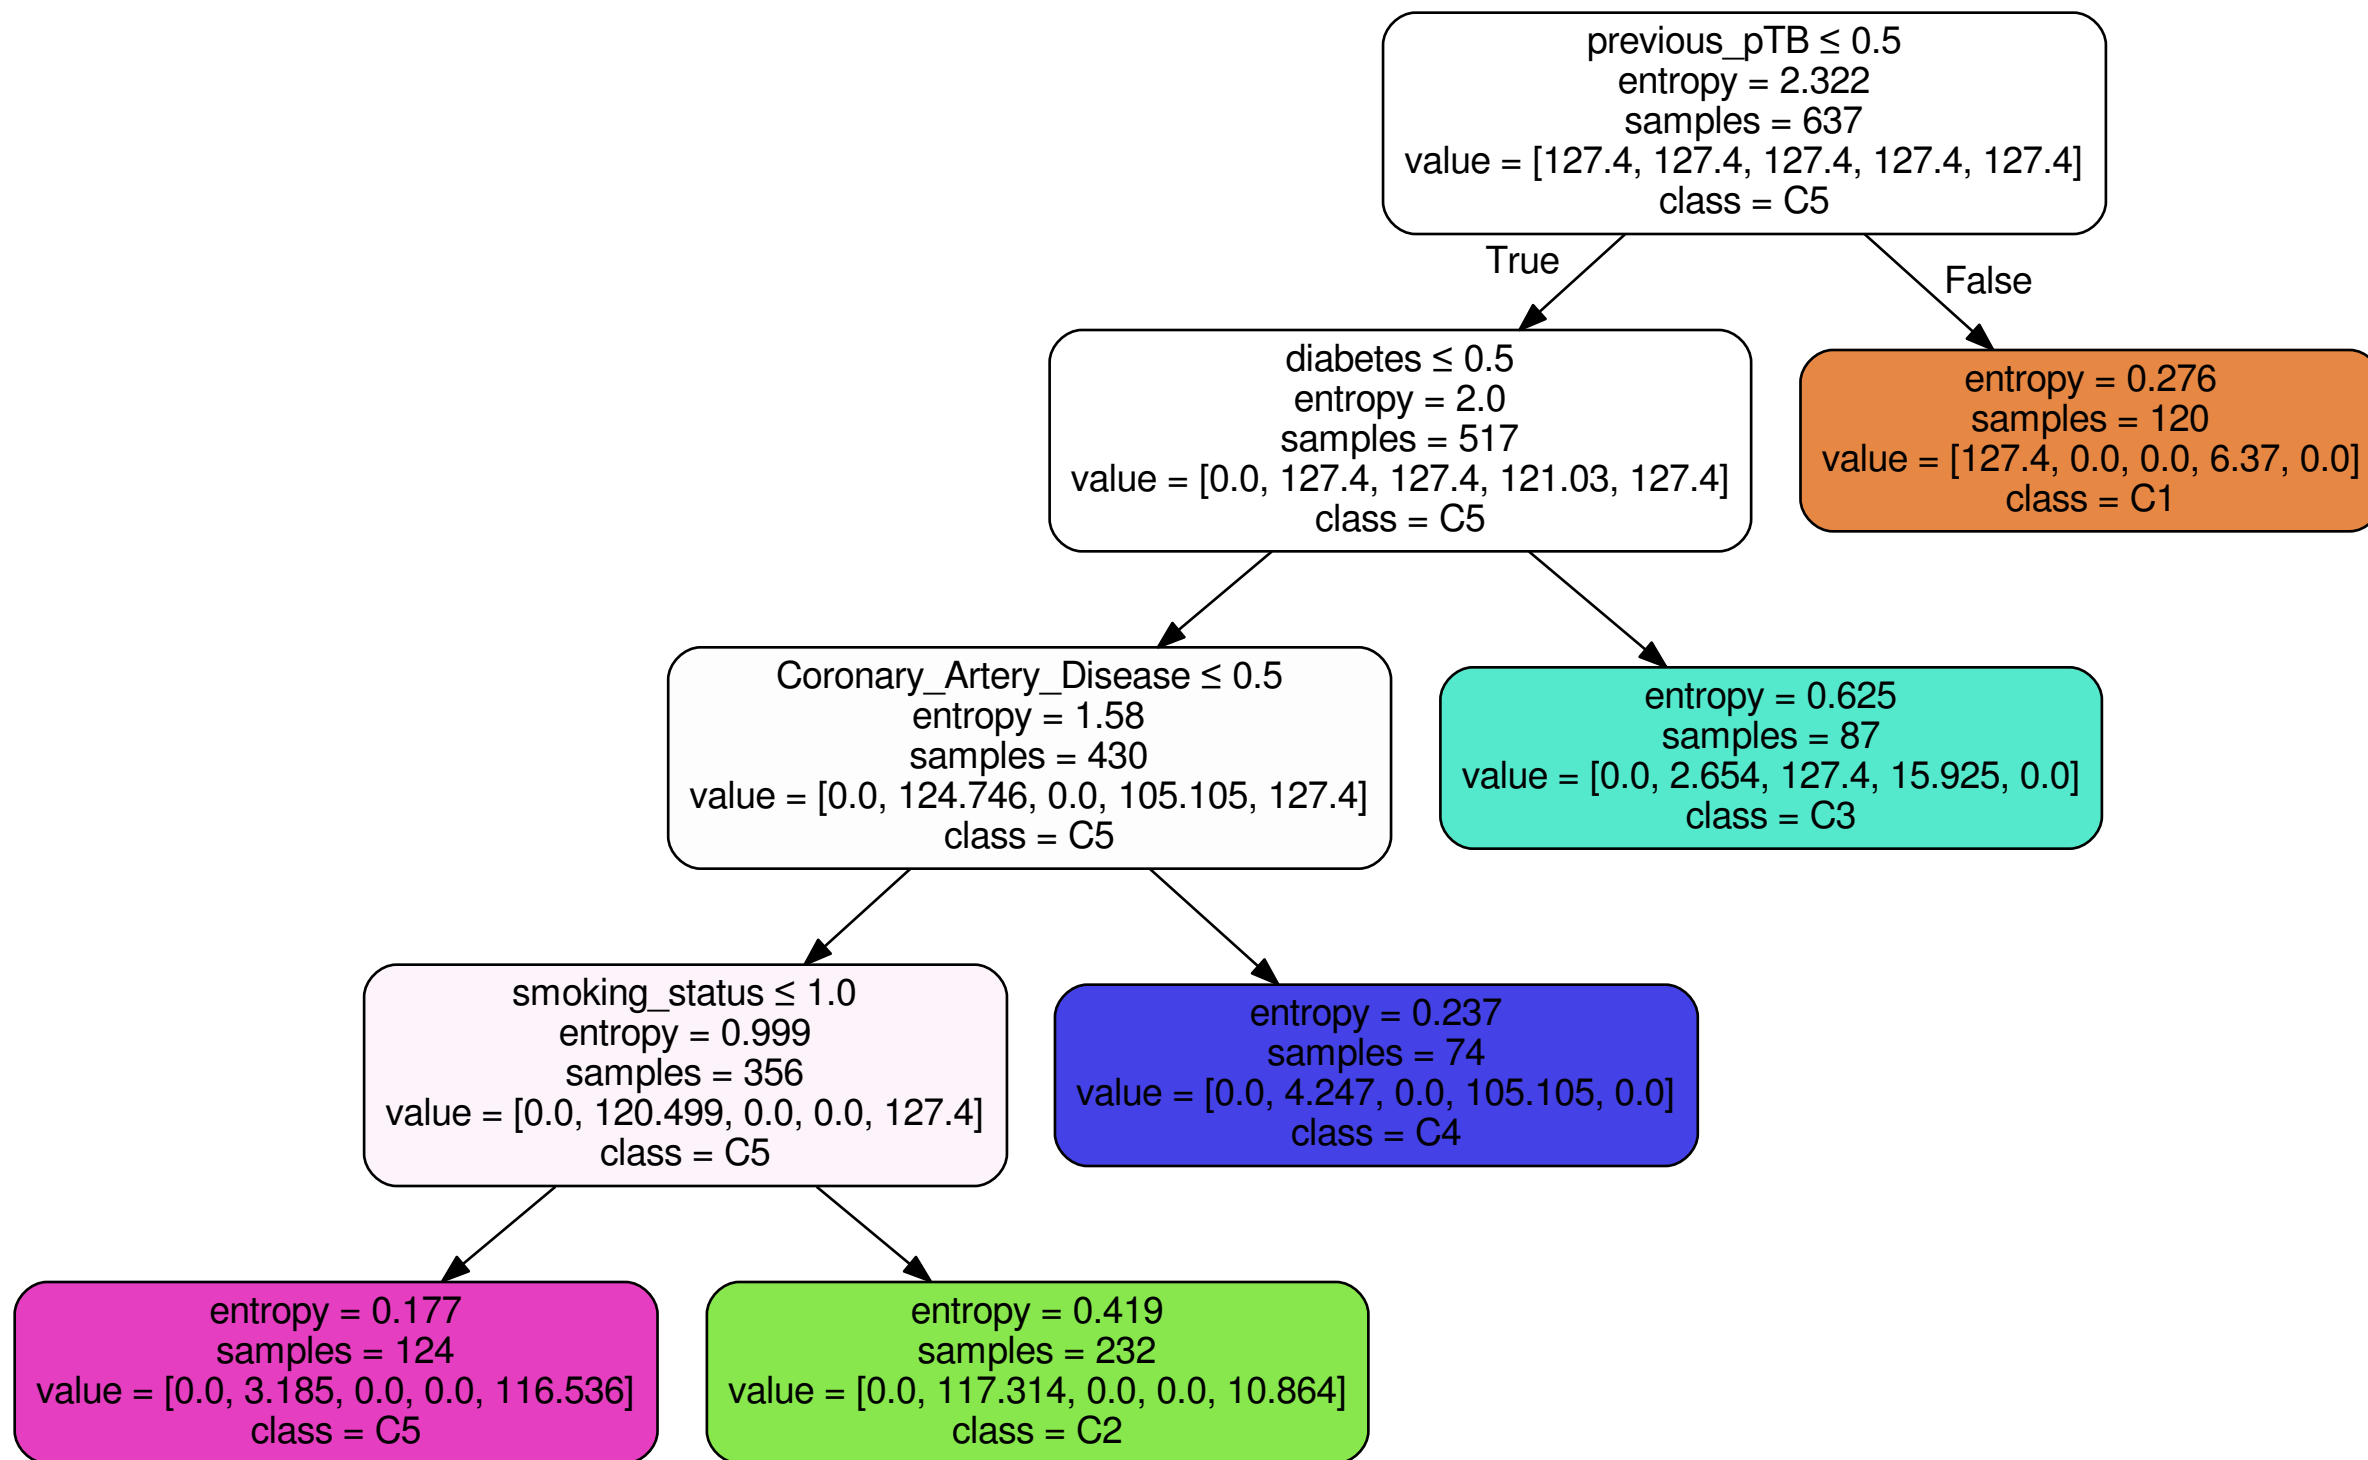 previous_pTB ≤ 0.5
entropy = 2.322
samples = 637
value = [127.4, 127.4, 127.4, 127.4, 127.4]
class = C5
True
False
diabetes ≤ 0.5
entropy = 2.0
samples = 517
value = [0.0, 127.4, 127.4, 121.03, 127.4]
class = C5
entropy = 0.276
samples = 120
value = [127.4, 0.0, 0.0, 6.37, 0.0]
class = C1
Coronary_Artery_Disease ≤ 0.5
entropy = 1.58
samples = 430
value = [0.0, 124.746, 0.0, 105.105, 127.4]
class = C5
entropy = 0.625
samples = 87
value = [0.0, 2.654, 127.4, 15.925, 0.0]
class = C3
smoking_status ≤ 1.0
entropy = 0.999
samples = 356
value = [0.0, 120.499, 0.0, 0.0, 127.4]
class = C5
entropy = 0.237
samples = 74
value = [0.0, 4.247, 0.0, 105.105, 0.0]
class = C4
entropy = 0.177
samples = 124
value = [0.0, 3.185, 0.0, 0.0, 116.536]
class = C5
entropy = 0.419
samples = 232
value = [0.0, 117.314, 0.0, 0.0, 10.864]
class = C2